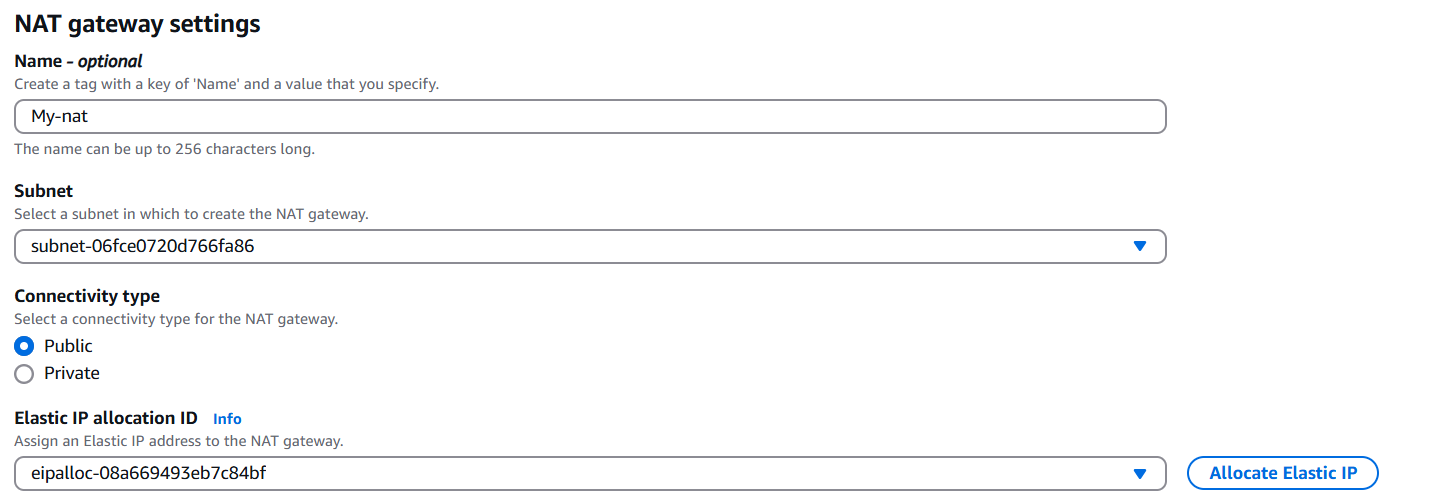 NAT gateway settings
Name - optional
Create a tag with a key of 'Name' and a value that you specify.
My-nat
The name can be up to 256 characters long.
Subnet
Select a subnet in which to create the NAT gateway.
subnet-06fce0720d766fa86
Connectivity type
Select a connectivity type for the NAT gateway.
Public
Private
Elastic IP allocation ID Info
Assign an Elastic IP address to the NAT gateway.
eipalloc-08a669493eb7c84bf Allocate Elastic IP